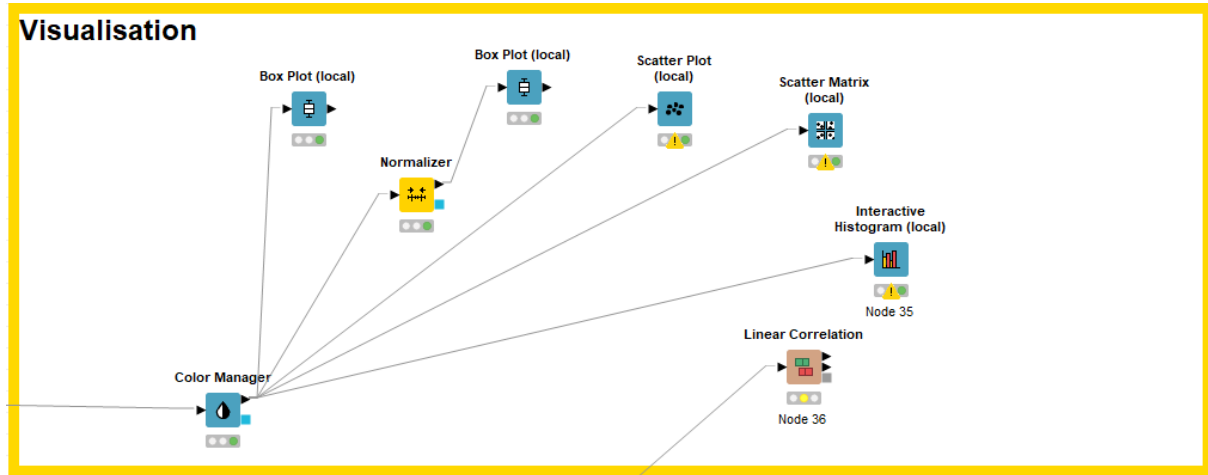 Visualisation
Box Plot (local)
Box Plot (local)
Scatter Plot
(local)
Scatter Matrix
(local)
Normalizer
Interactive
Histogram (local)
Node 35
Linear Correlation
Node 36
Color Manager